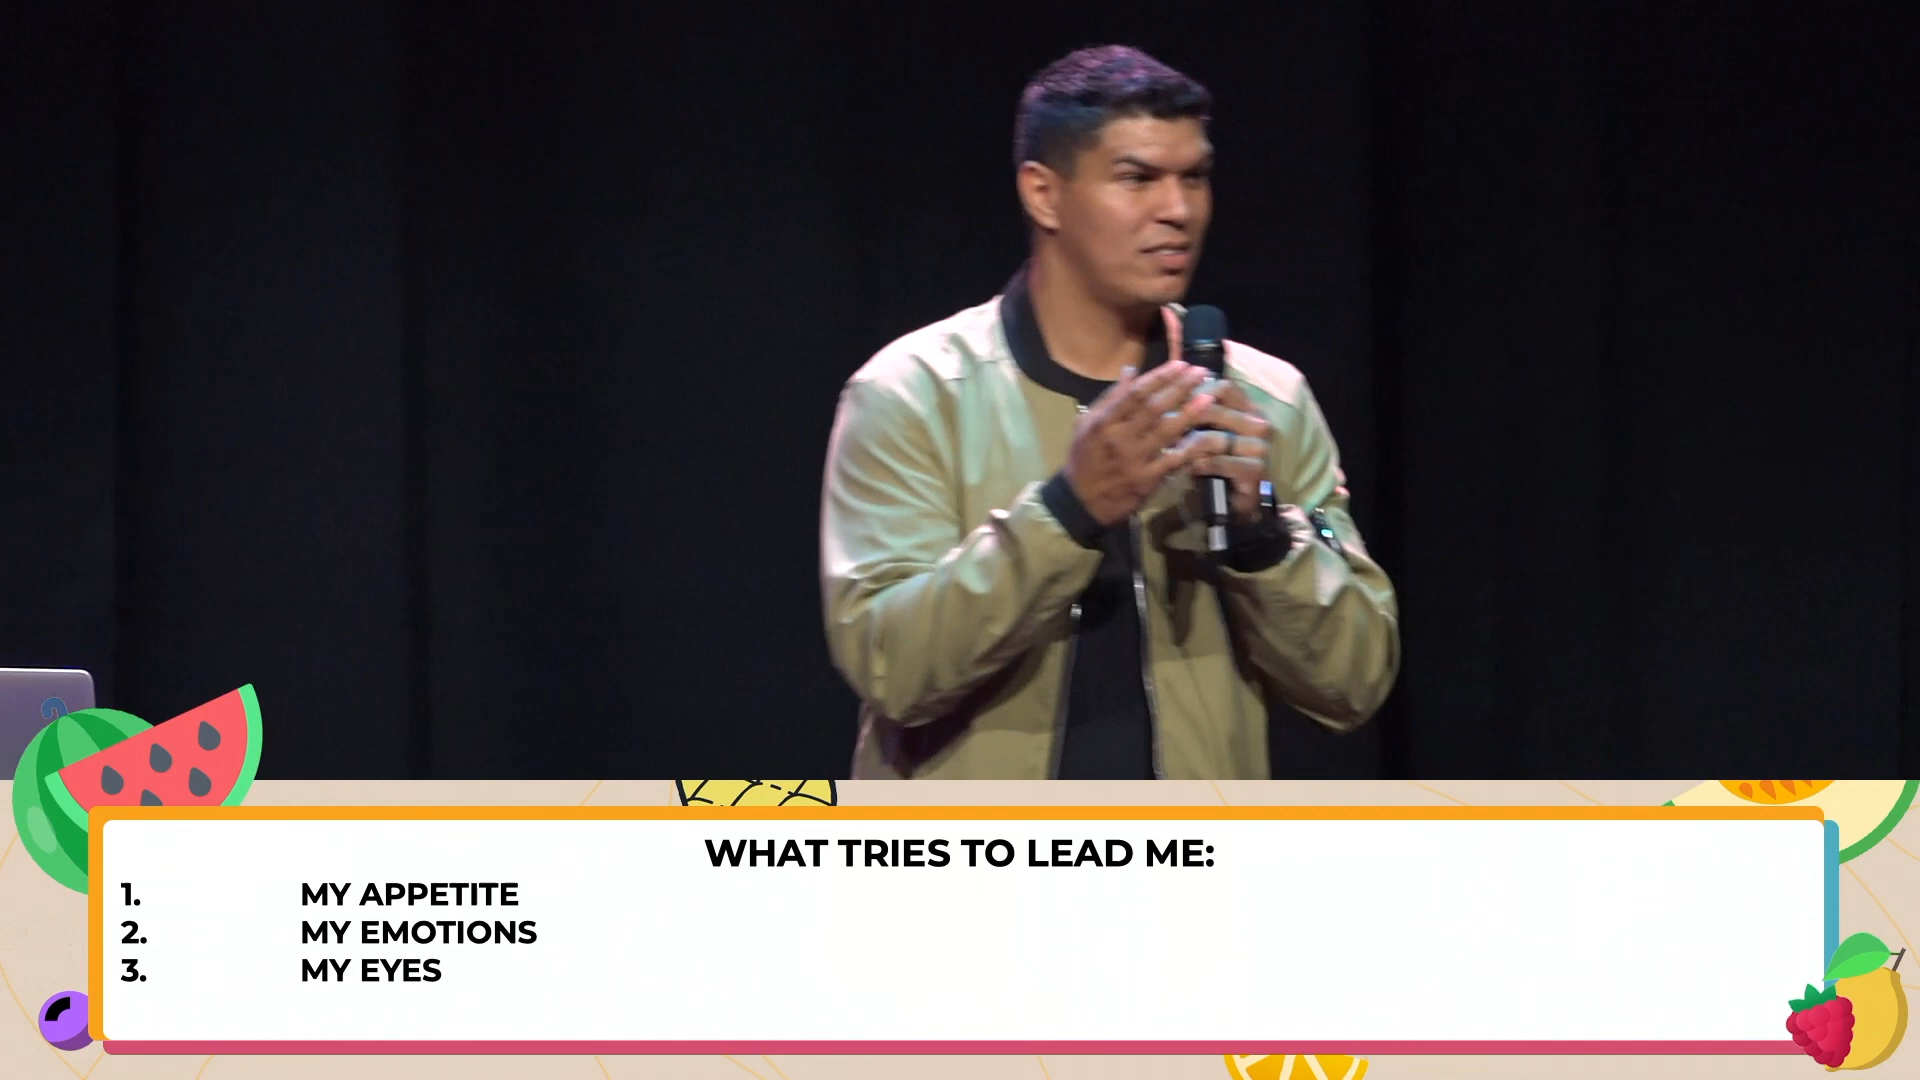 WHAT TRIES TO LEAD ME:
1. MY APPETITE
2. MY EMOTIONS
3. MY EYES